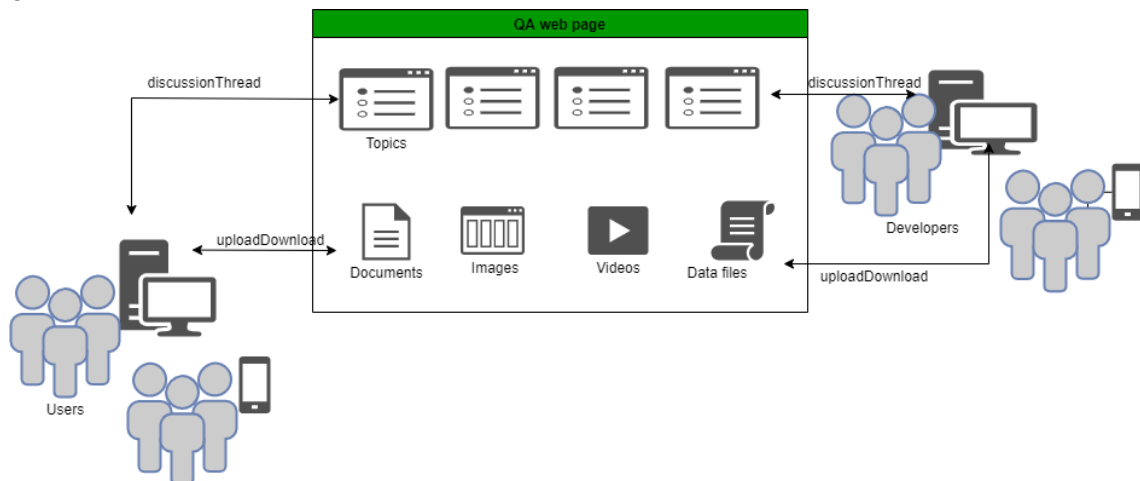 QA web page
discussionThread
discussionThread
Topics
Developers
uploadDownload
Documents
Images
Videos
Data files
uploadDownload
Users